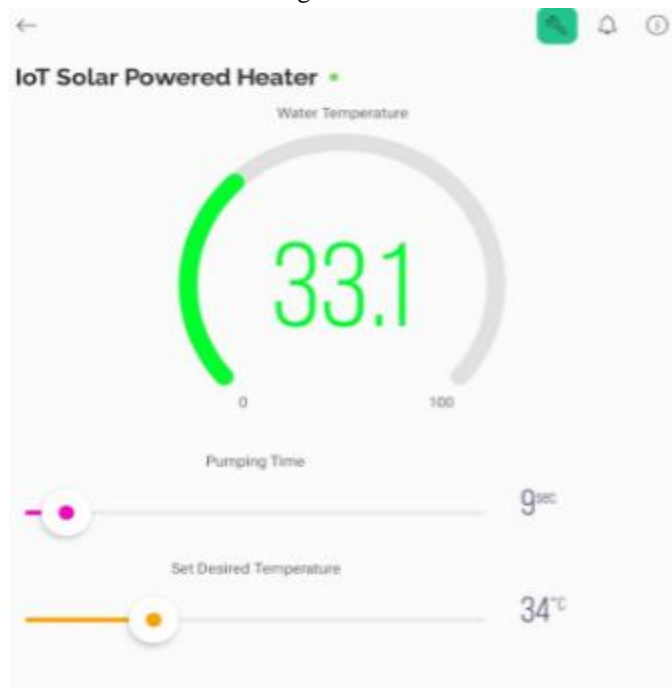 IoT Solar Powered Heater
Water Temperature
33.1
0 100
Pumping Time
9sec
Set Desired Temperature
34°C